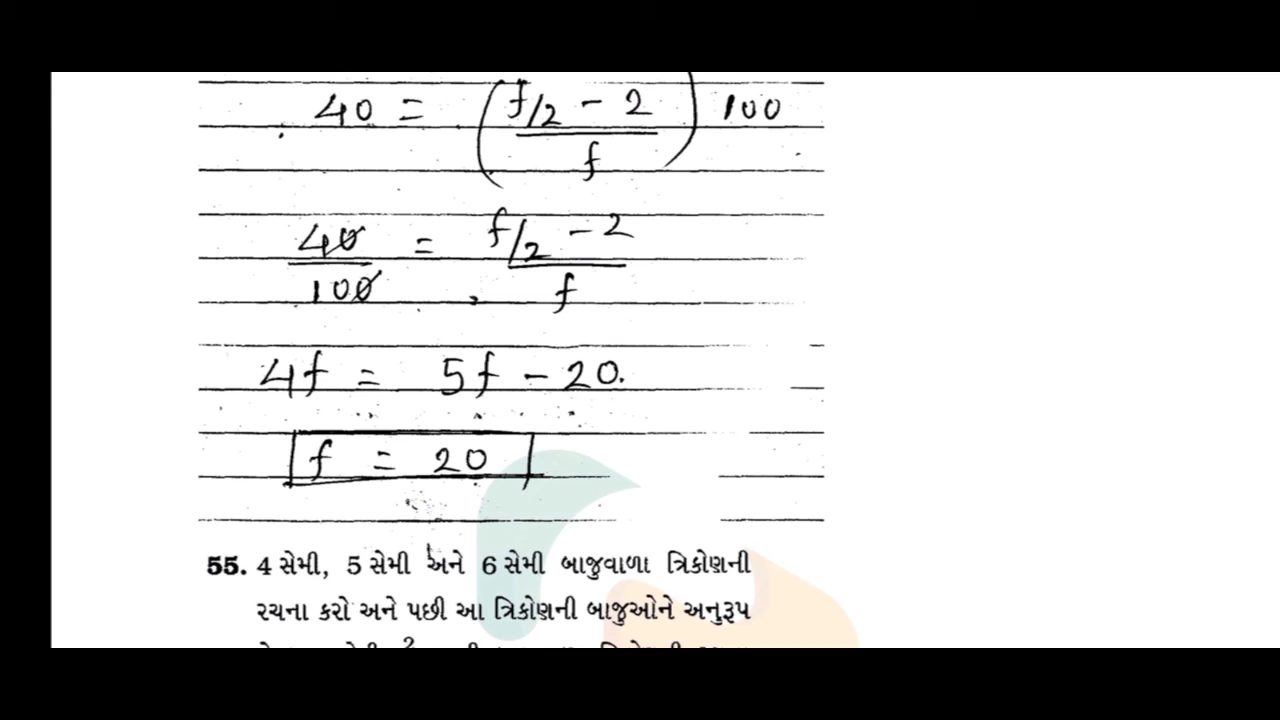 40 = (f/2 - 2 / f) 100
40/100 = f/2 - 2 / f
4f = 5f - 20.
f = 20
55. 4 સેમી, 5 સેમી અને 6 સેમી બાજુવાળા ત્રિકોણની
રચના કરો અને પછી આ ત્રિકોણની બાજુઓને અનુરૂપ